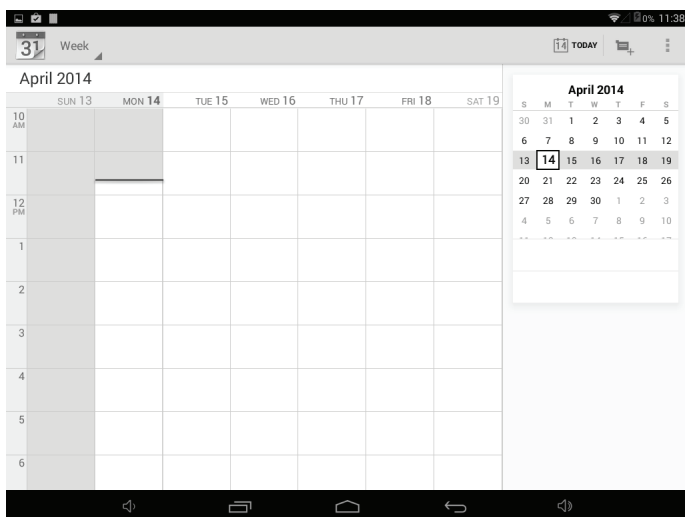 0% 11:38
31 Week 14 TODAY
April 2014
SUN 13 MON 14 TUE 15 WED 16 THU 17 FRI 18 SAT 19
10 AM
11
12 PM
1
2
3
4
5
6
April 2014
S M T W T F S
30 31 1 2 3 4 5
6 7 8 9 10 11 12
13 14 15 16 17 18 19
20 21 22 23 24 25 26
27 28 29 30 1 2 3
4 5 6 7 8 9 10